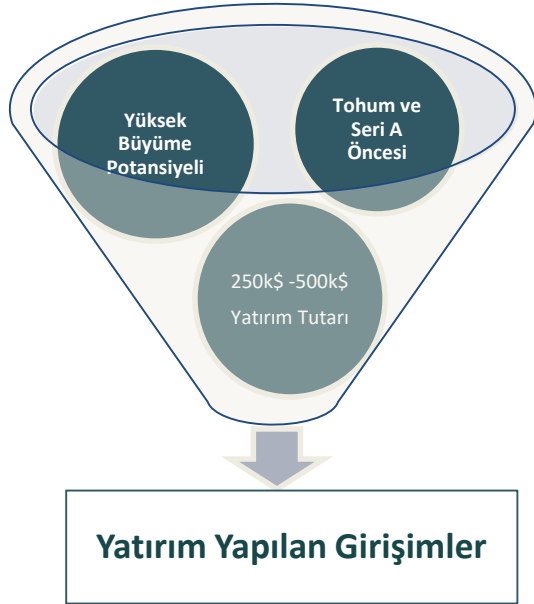 Yüksek
Büyüme
Potansiyeli
Tohum ve
Seri A
Öncesi
250k$ -500k$
Yatırım Tutarı
Yatırım Yapılan Girişimler